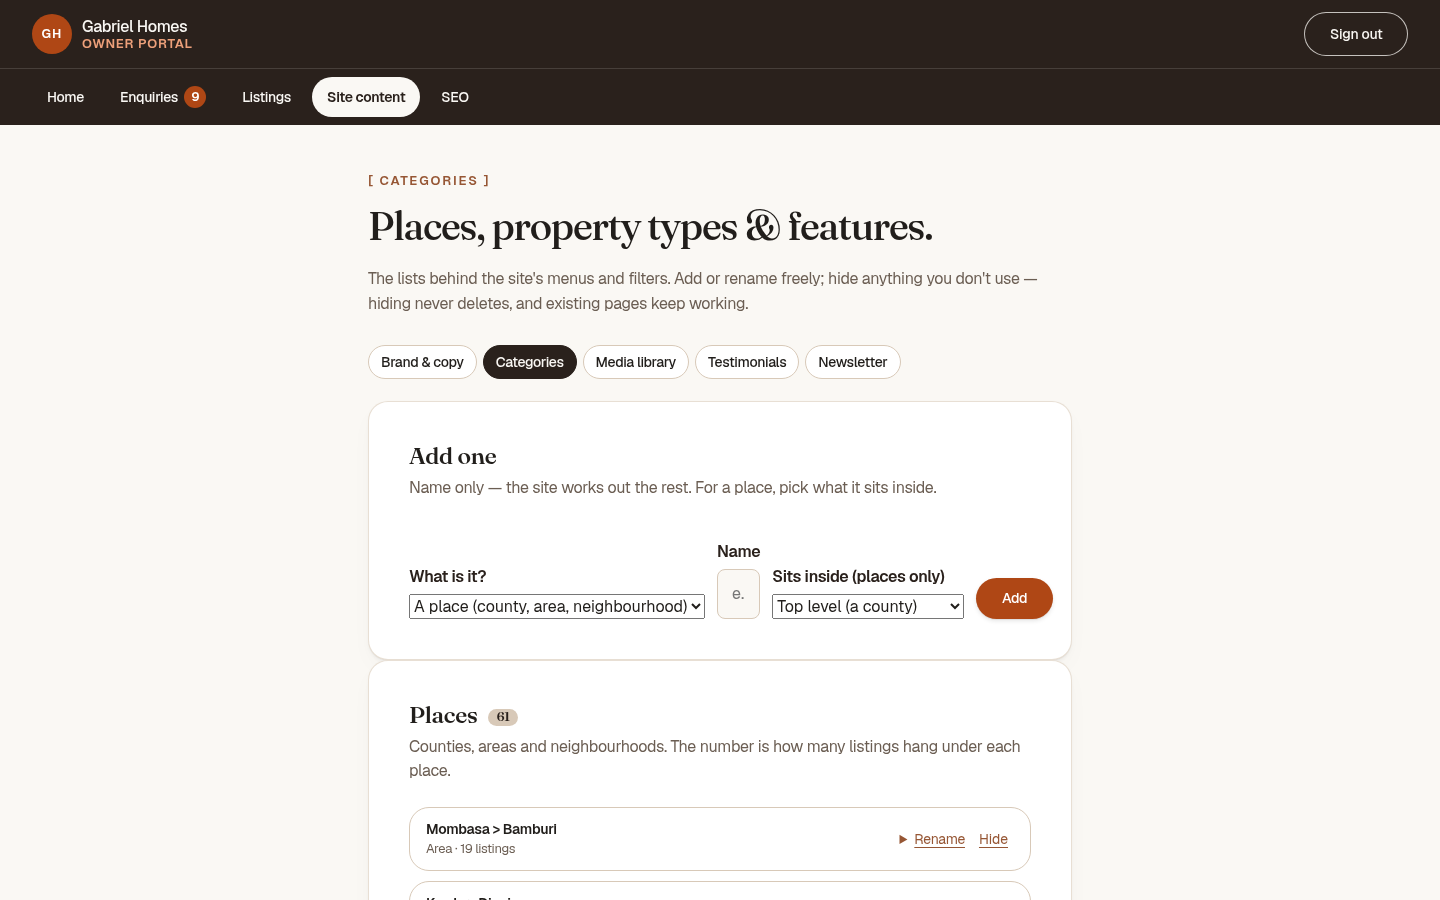 GH
Gabriel Homes
OWNER PORTAL
Sign out
Home
Enquiries 9
Listings
Site content
SEO
[ CATEGORIES ]
Places, property types & features.
The lists behind the site's menus and filters. Add or rename freely; hide anything you don't use —
hiding never deletes, and existing pages keep working.
Brand & copy
Categories
Media library
Testimonials
Newsletter
Add one
Name only — the site works out the rest. For a place, pick what it sits inside.
What is it?
A place (county, area, neighbourhood)
Name
e.
Sits inside (places only)
Top level (a county)
Add
Places 61
Counties, areas and neighbourhoods. The number is how many listings hang under each
place.
Mombasa > Bamburi
Area · 19 listings
Rename
Hide